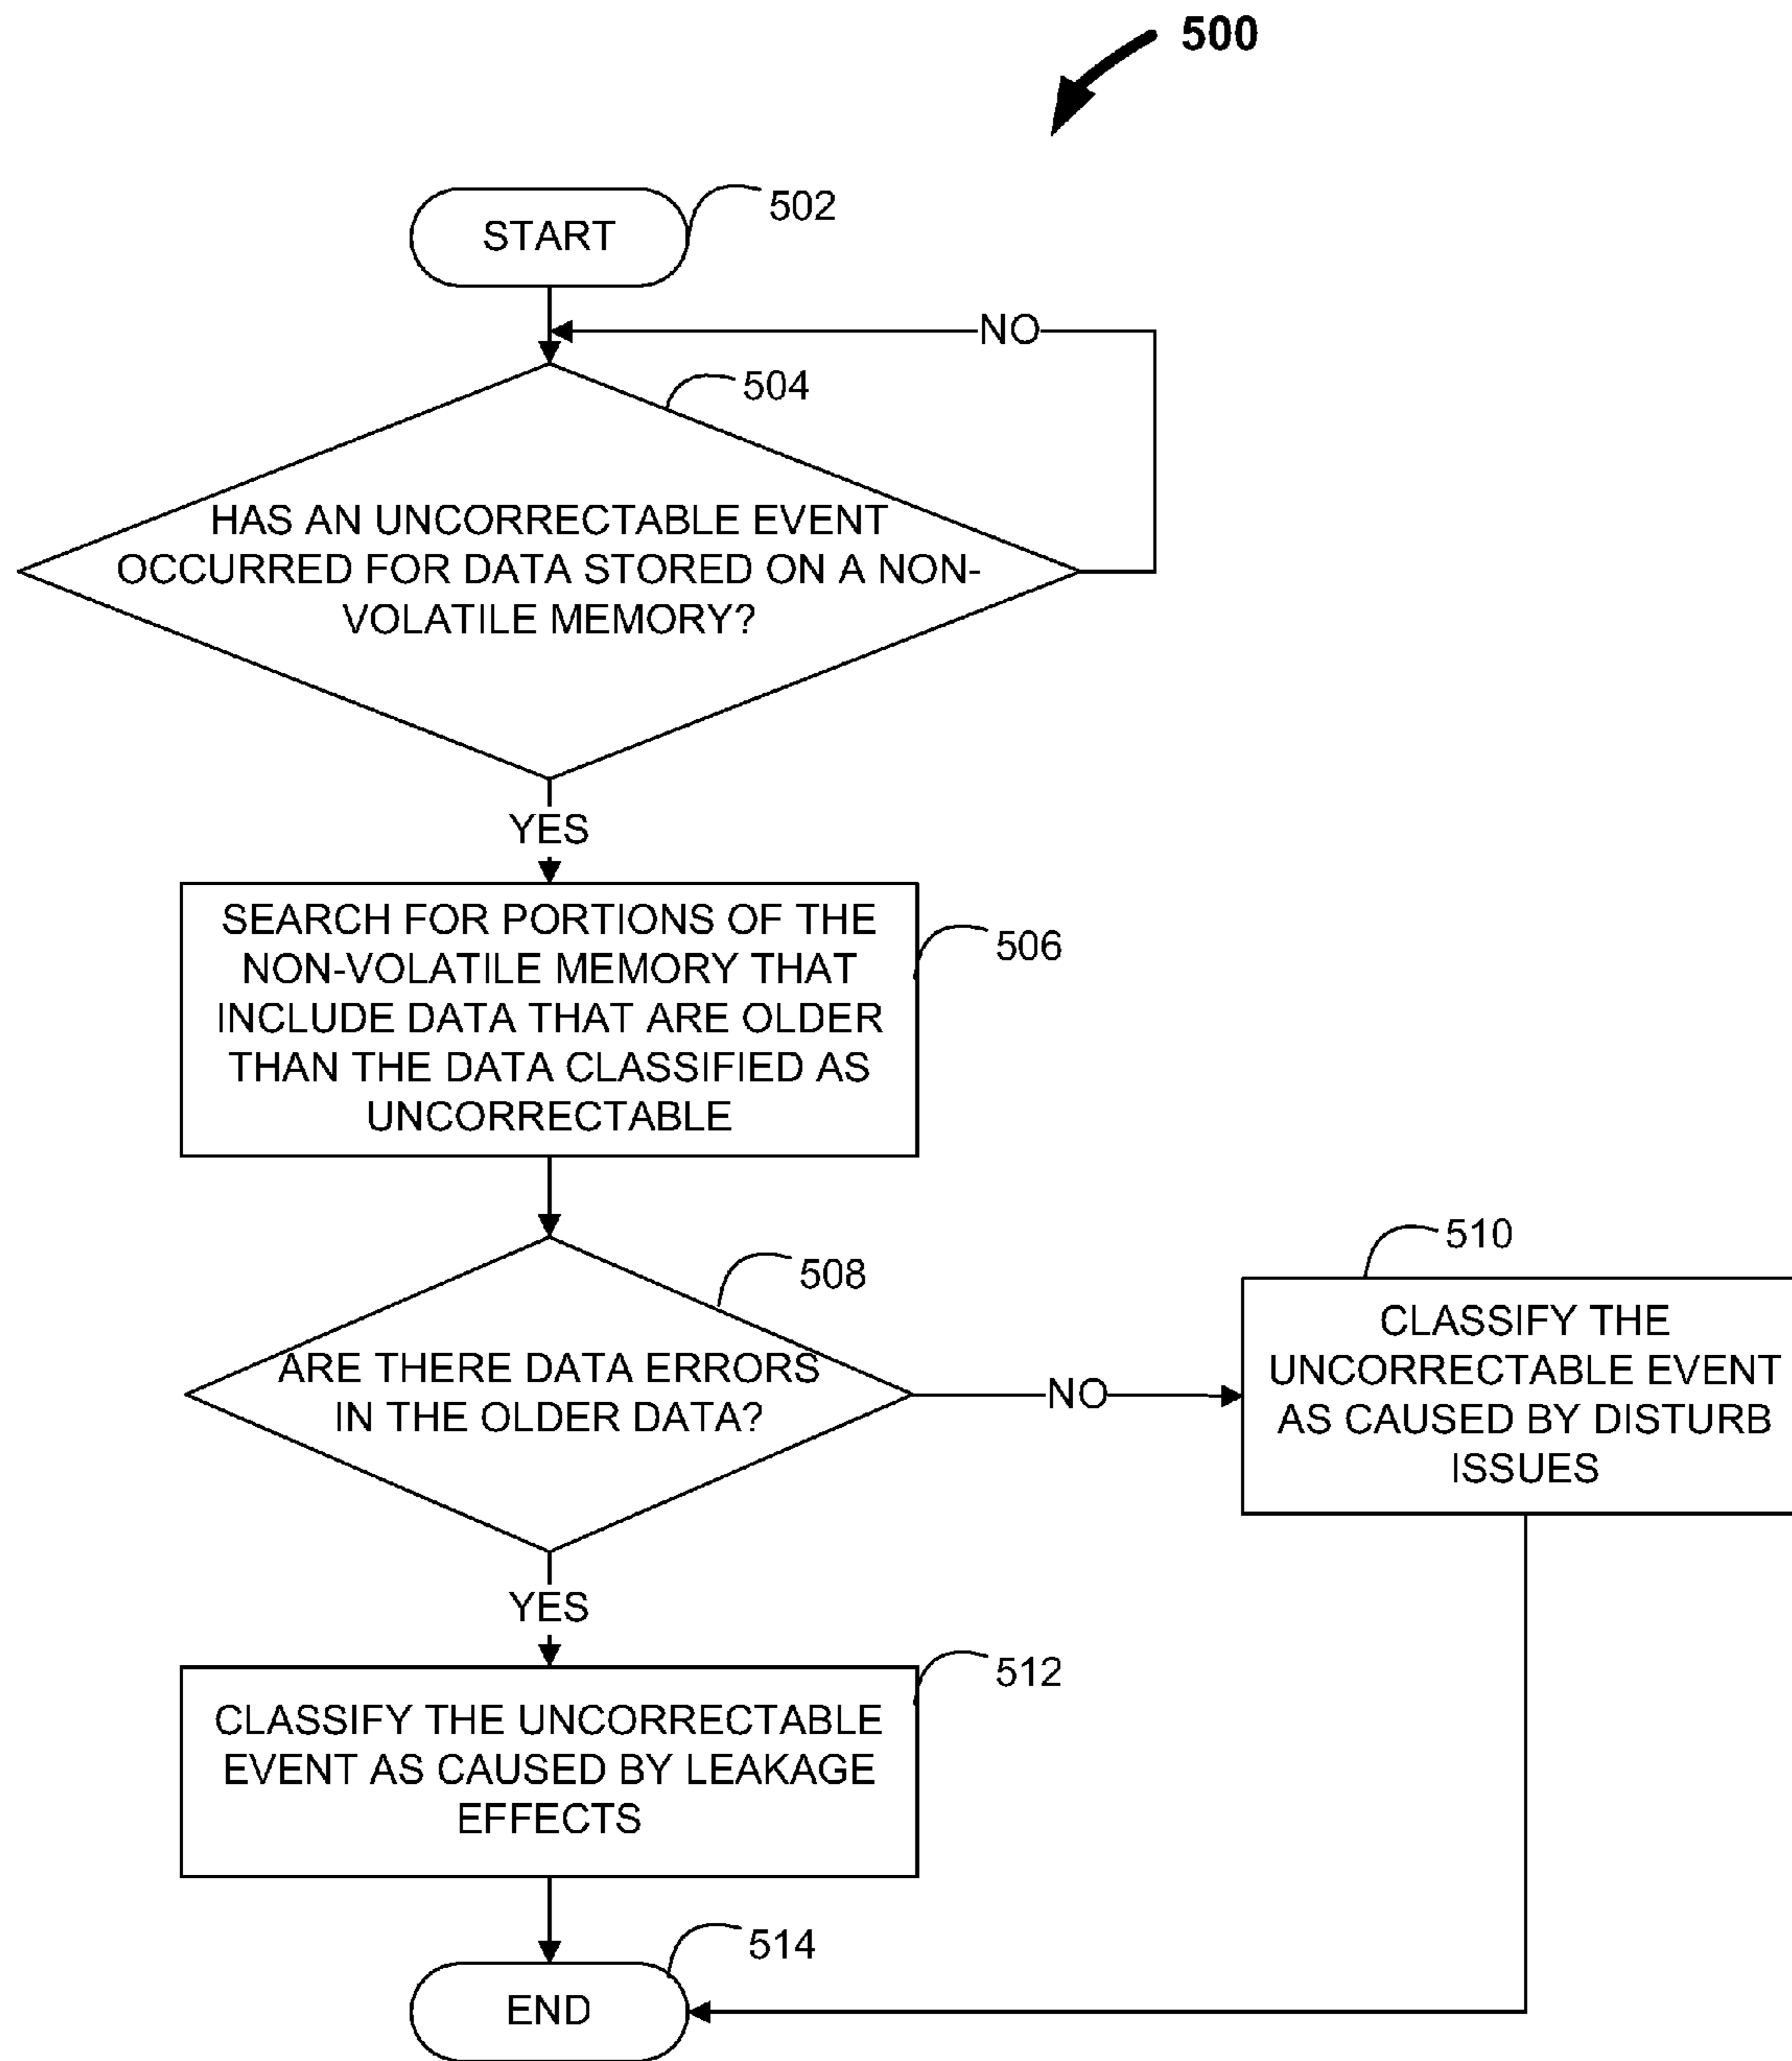 500
START
502
NO
504
HAS AN UNCORRECTABLE EVENT
OCCURRED FOR DATA STORED ON A NON-
VOLATILE MEMORY?
YES
SEARCH FOR PORTIONS OF THE
NON-VOLATILE MEMORY THAT
INCLUDE DATA THAT ARE OLDER
THAN THE DATA CLASSIFIED AS
UNCORRECTABLE
506
508
ARE THERE DATA ERRORS
IN THE OLDER DATA?
NO
510
CLASSIFY THE
UNCORRECTABLE EVENT
AS CAUSED BY DISTURB
ISSUES
YES
512
CLASSIFY THE UNCORRECTABLE
EVENT AS CAUSED BY LEAKAGE
EFFECTS
514
END